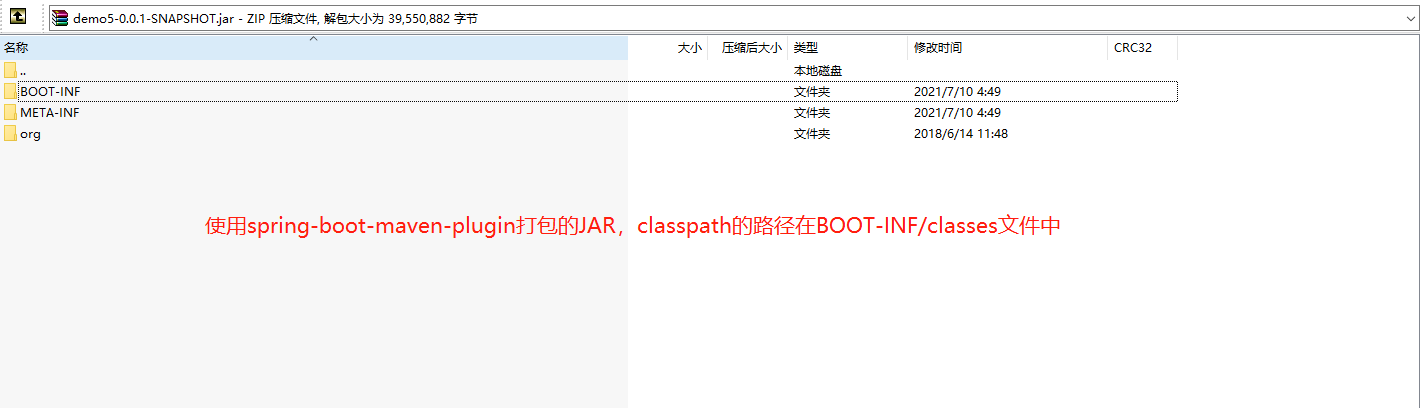 demo5-0.0.1-SNAPSHOT.jar - ZIP 压缩文件, 解包大小为 39,550,882 字节
名称 大小 压缩后大小 类型 修改时间 CRC32
.. 本地磁盘
BOOT-INF 文件夹 2021/7/10 4:49
META-INF 文件夹 2021/7/10 4:49
org 文件夹 2018/6/14 11:48
使用spring-boot-maven-plugin打包的JAR，classpath的路径在BOOT-INF/classes文件中